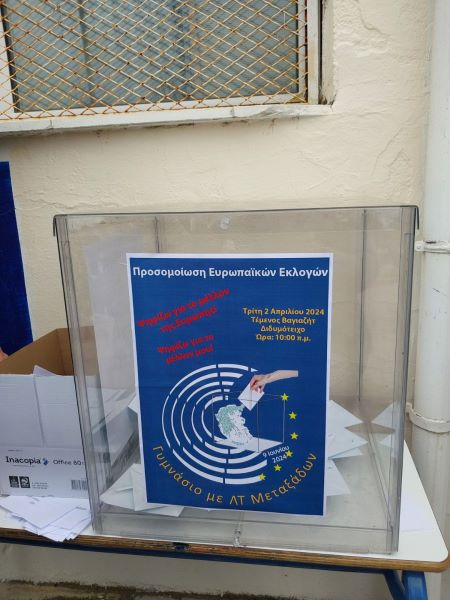 Προσομοίωση Ευρωπαϊκών Εκλογών
Ψηφίζω για το μέλλον
της Ευρώπης!
Ψηφίζω για το
μέλλον μου!
Τρίτη 2 Απριλίου 2024
Τέμενος Βαγιαζήτ
Διδυμότειχο
Ώρα: 10:00 π.μ.
9 Ιουνίου
2024
Γυμνάσιο με ΛΤ Μεταξάδων
Inacopia
Office 80